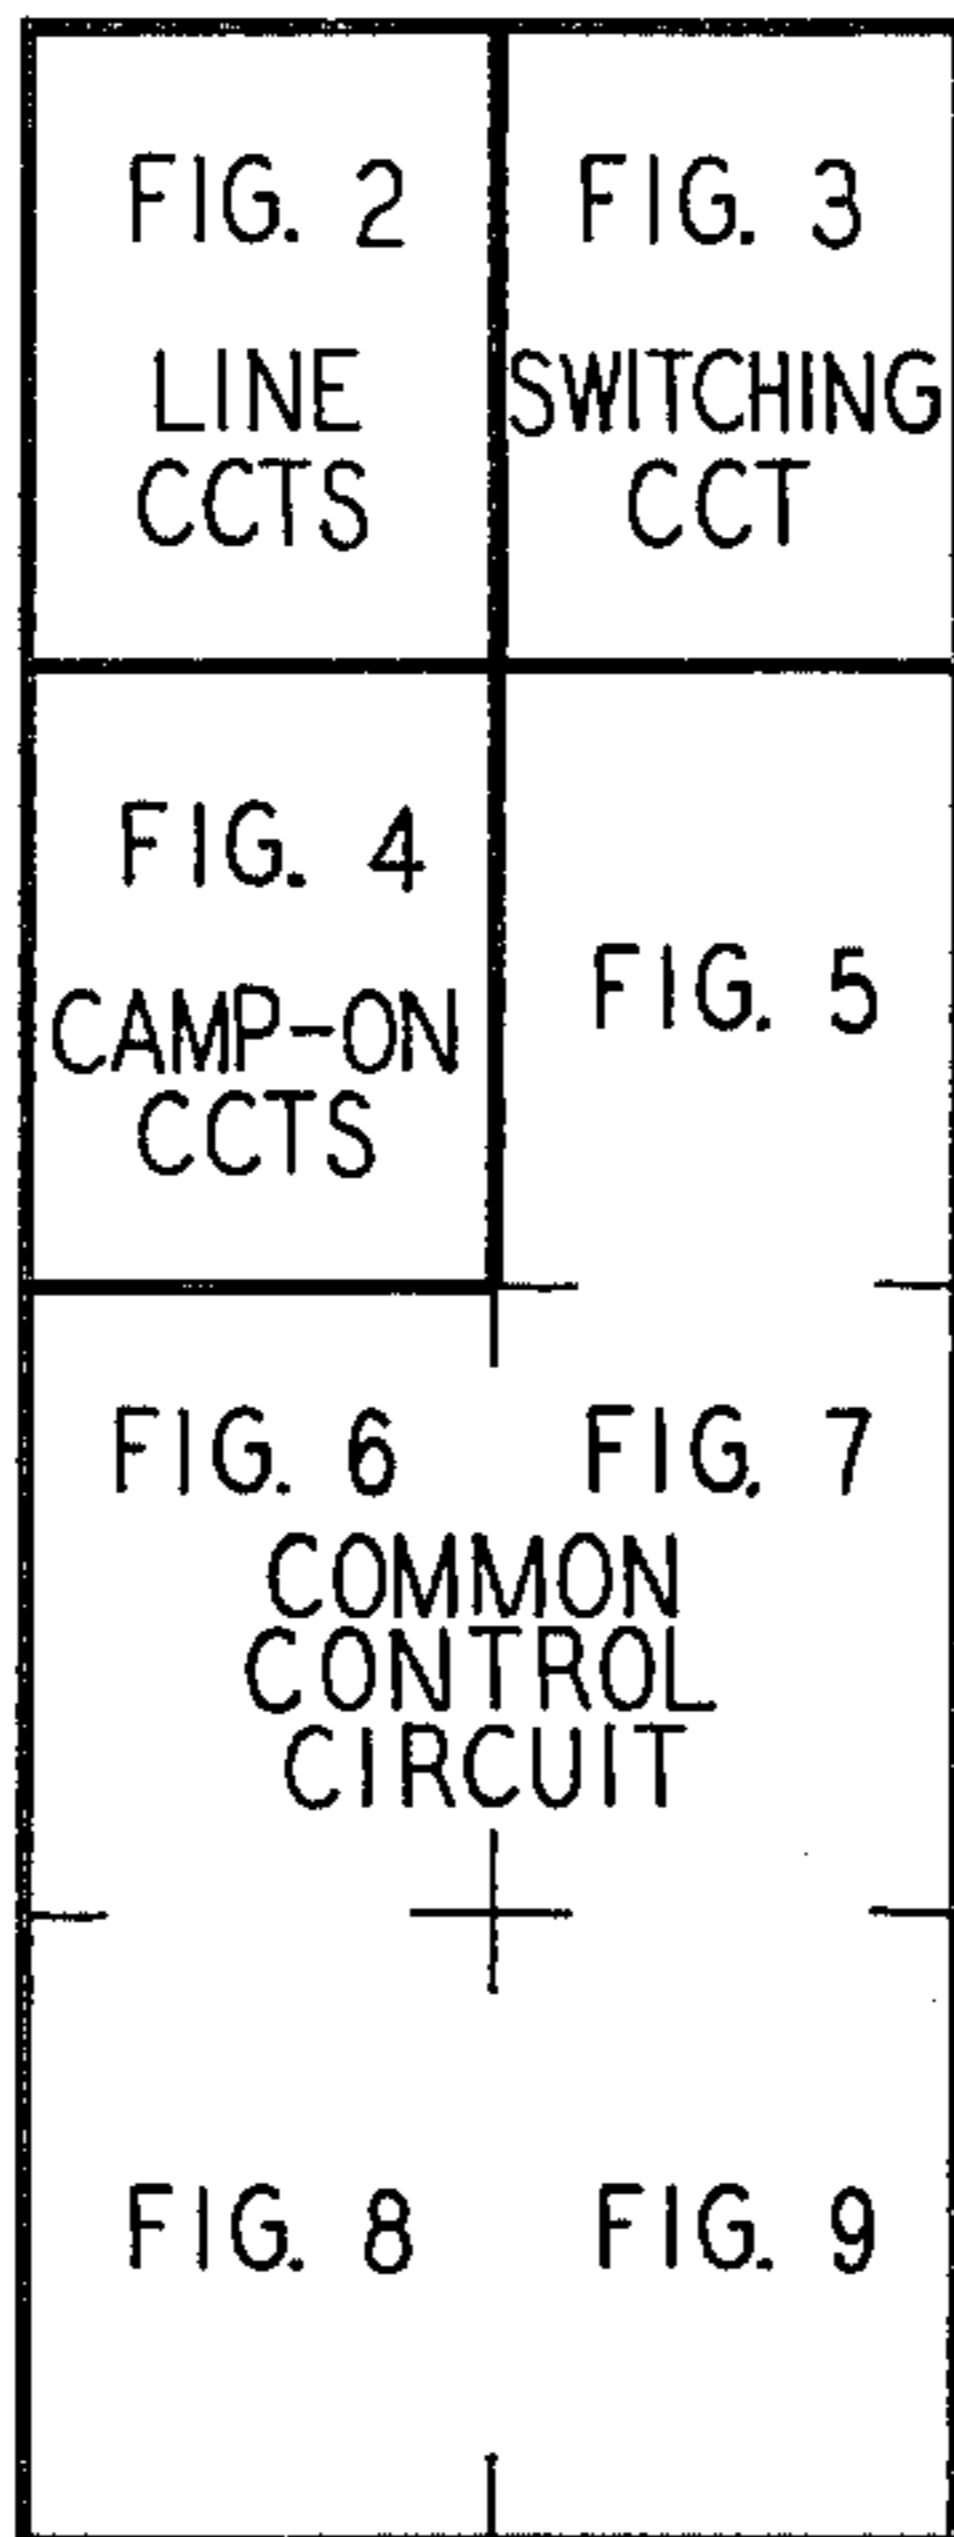 FIG. 2
LINE
CCTS
FIG. 3
SWITCHING
CCT
FIG. 4
CAMP-ON
CCTS
FIG. 5
FIG. 6
FIG. 7
COMMON
CONTROL
CIRCUIT
FIG. 8
FIG. 9